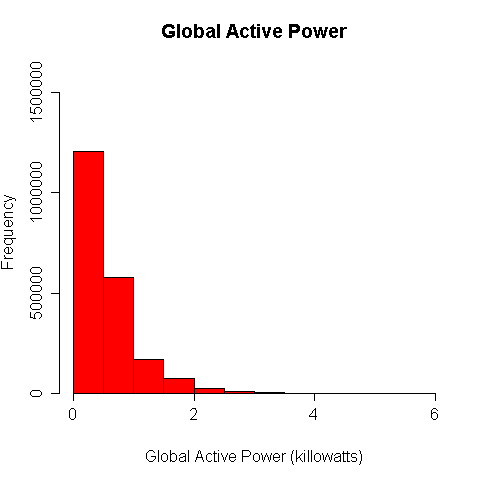 Global Active Power
Frequency
1500000
1000000
500000
0
0 2 4 6
Global Active Power (killowatts)